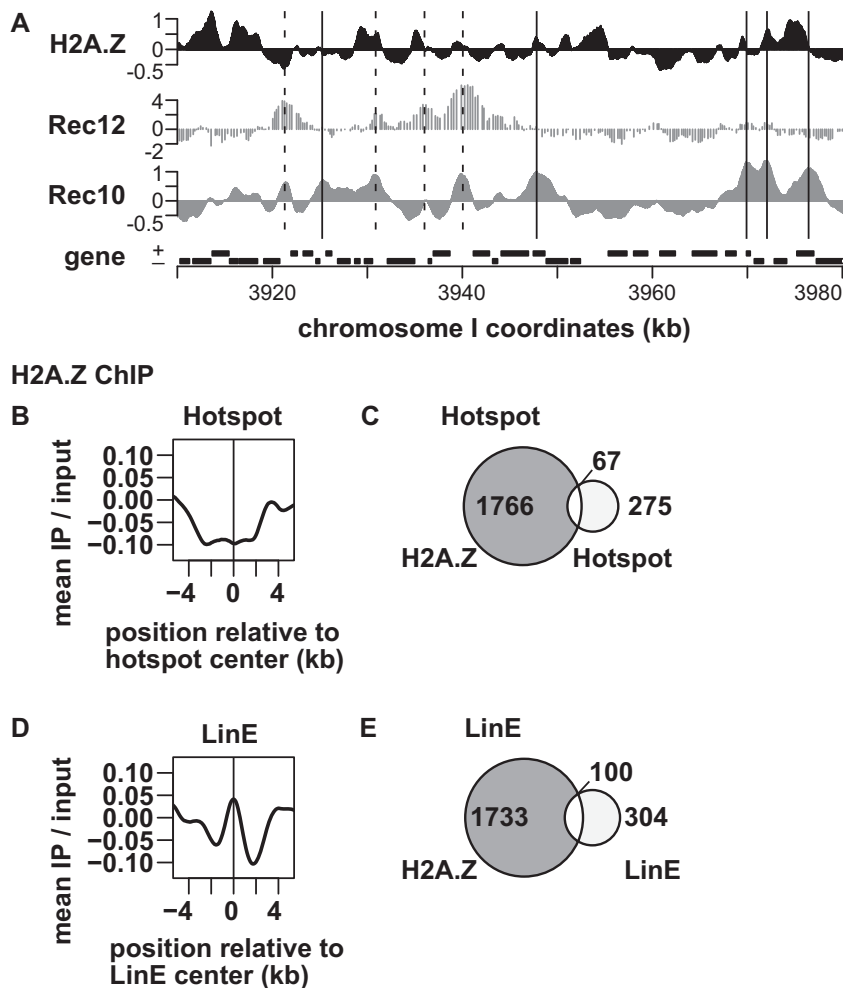 A
H2A.Z
1
0
-0.5
Rec12
4
0
-2
Rec10
1
0
-0.5
gene
+
−
3920 3940 3960 3980
chromosome I coordinates (kb)
H2A.Z ChIP
B
Hotspot
mean IP / input
0.10
0.05
0.00
−0.05
−0.10
−4 0 4
position relative to
hotspot center (kb)
C
Hotspot
67
1766
275
H2A.Z
Hotspot
D
LinE
mean IP / input
0.10
0.05
0.00
−0.05
−0.10
−4 0 4
position relative to
LinE center (kb)
E
LinE
100
1733
304
H2A.Z
LinE